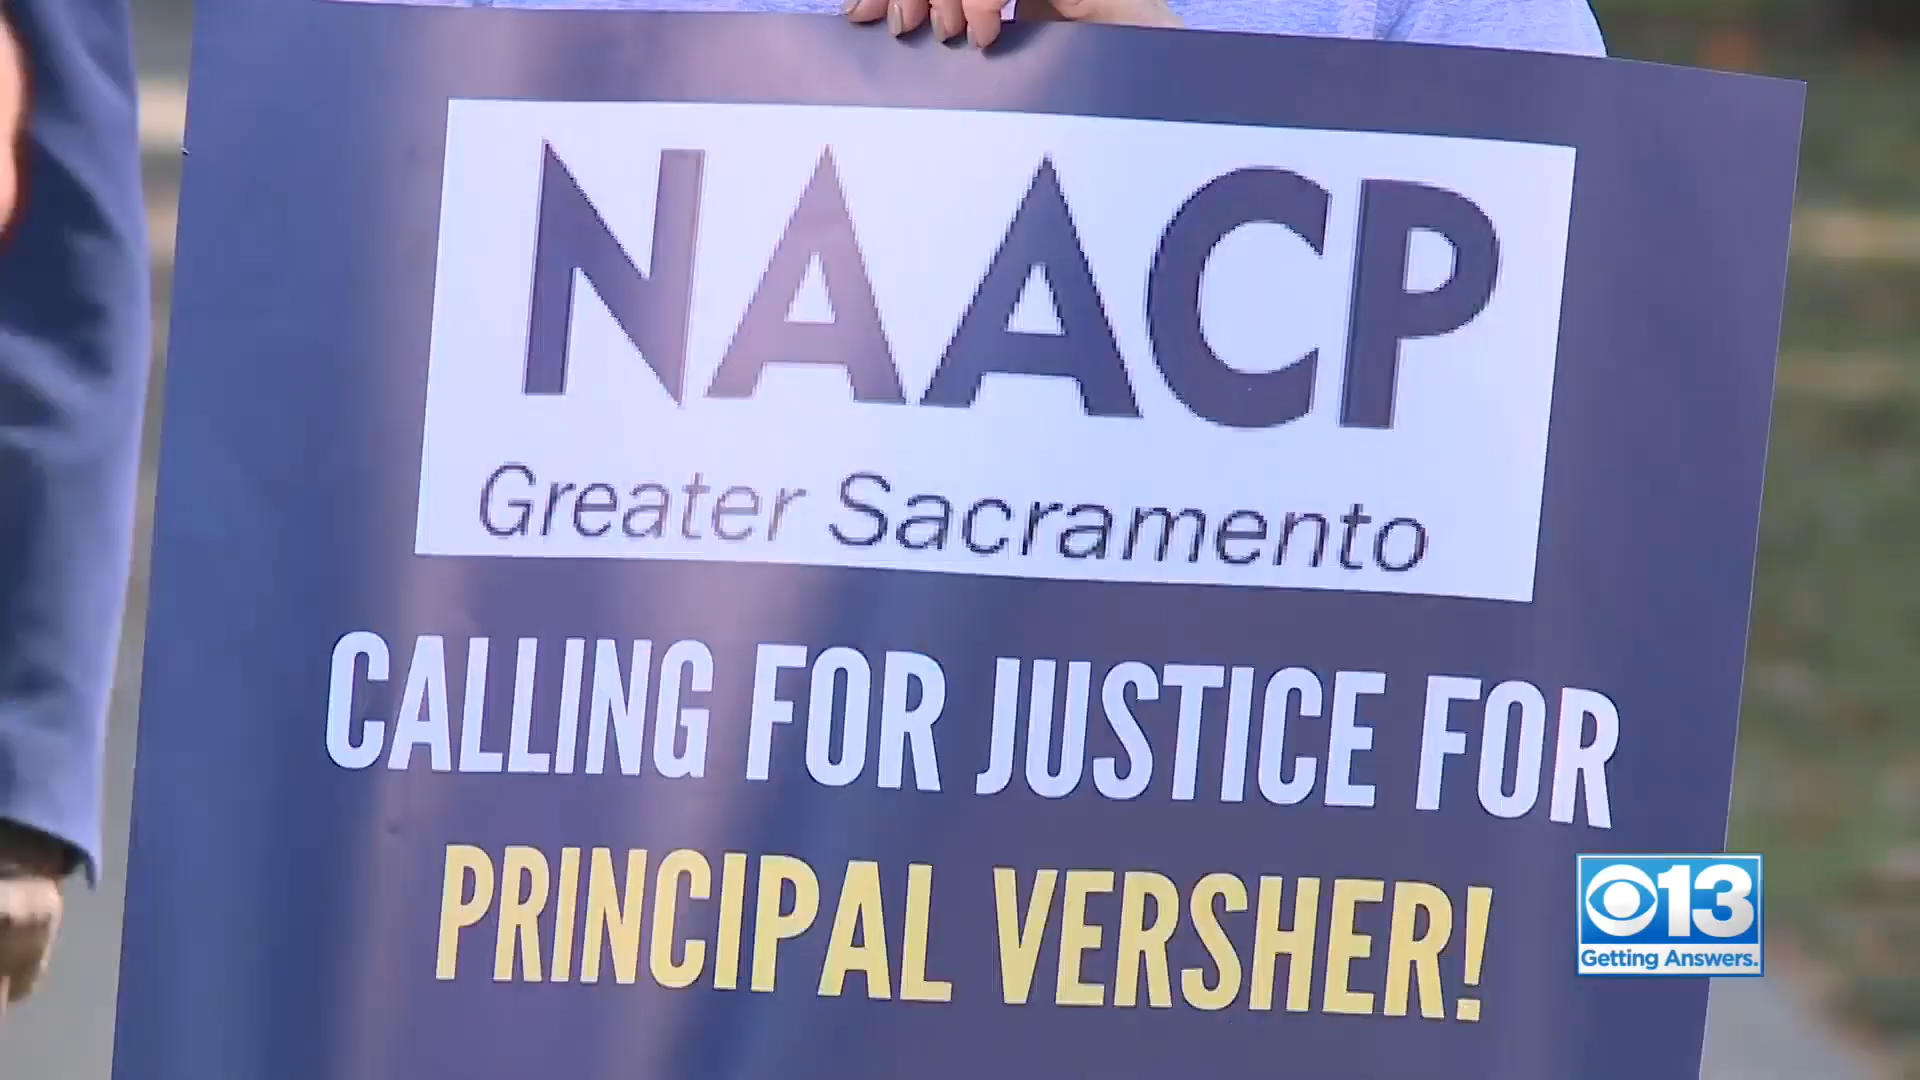 NAACP
Greater Sacramento
CALLING FOR JUSTICE FOR
PRINCIPAL VERSHER!
13
Getting Answers.